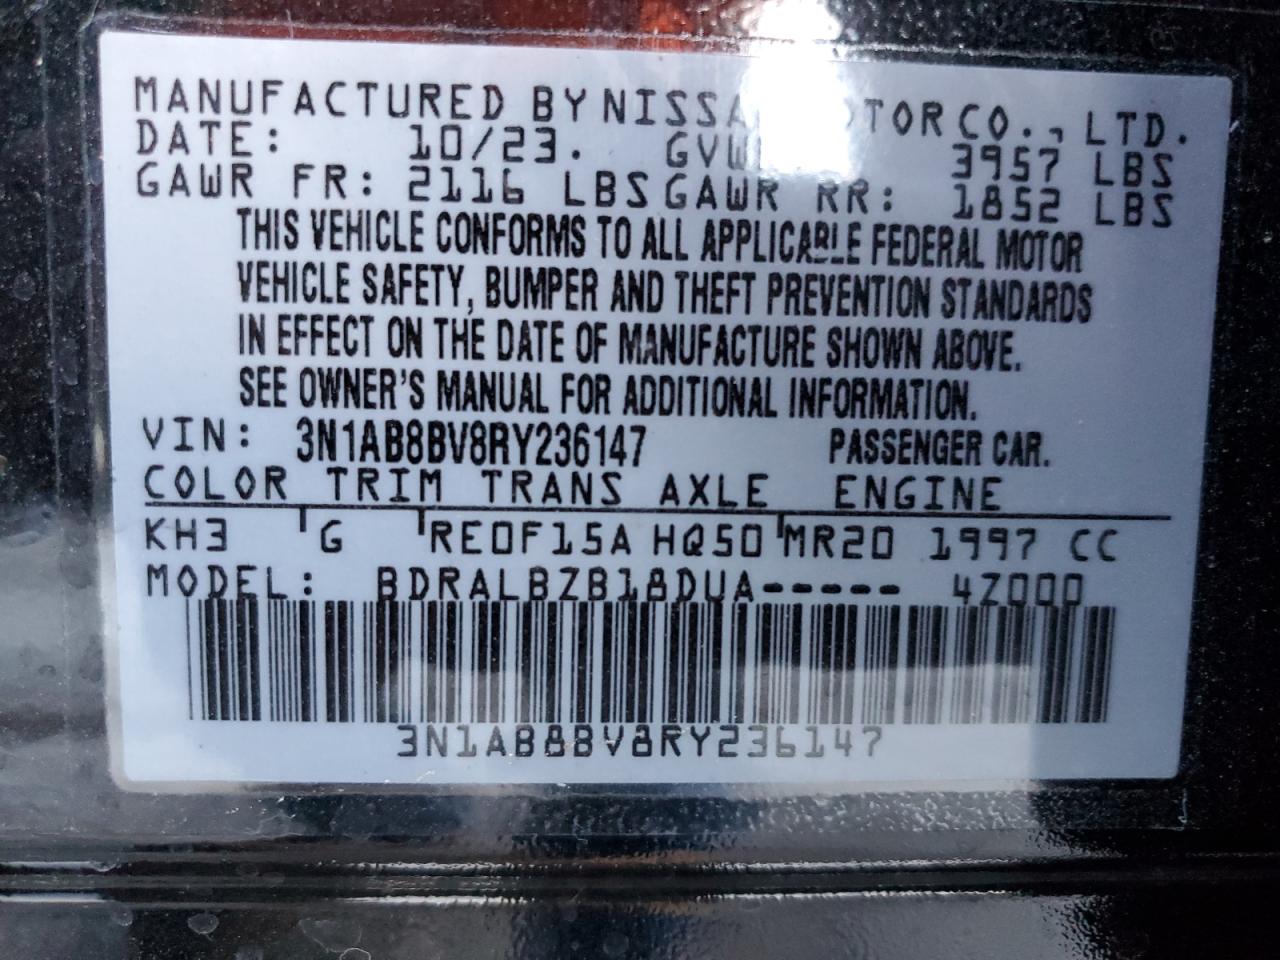 MANUFACTURED BY NISSAN MOTOR CO., LTD.
DATE: 10/23. GVWR 3957 LBS
GAWR FR: 2116 LBS GAWR RR: 1852 LBS
THIS VEHICLE CONFORMS TO ALL APPLICABLE FEDERAL MOTOR
VEHICLE SAFETY, BUMPER AND THEFT PREVENTION STANDARDS
IN EFFECT ON THE DATE OF MANUFACTURE SHOWN ABOVE.
SEE OWNER'S MANUAL FOR ADDITIONAL INFORMATION.
VIN: 3N1AB8BV8RY236147 PASSENGER CAR.
COLOR TRIM TRANS AXLE ENGINE
KH3 G RE0F15A HQ50 MR20 1997 CC
MODEL: BDRALBZB18DUA----- 4Z000
3N1AB8BV8RY236147